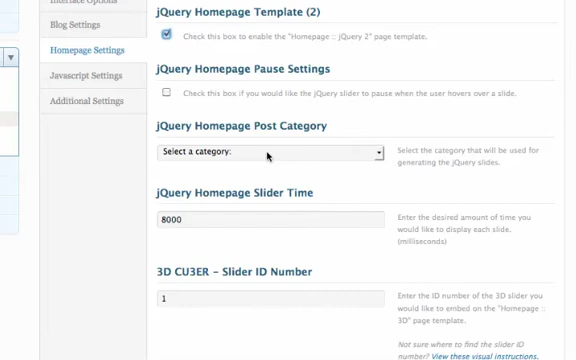 Interface Options
Blog Settings
Homepage Settings
Javascript Settings
Additional Settings
jQuery Homepage Template (2)
Check this box to enable the "Homepage :: jQuery 2" page template.
jQuery Homepage Pause Settings
Check this box if you would like the jQuery slider to pause when the user hovers over a slide.
jQuery Homepage Post Category
Select a category:
Select the category that will be used for
generating the jQuery slides.
jQuery Homepage Slider Time
8000
Enter the desired amount of time you
would like to display each slide.
(milliseconds)
3D CU3ER - Slider ID Number
1
Enter the ID number of the 3D slider you
would like to embed on the "Homepage ::
3D" page template.
Not sure where to find the slider ID
number? View these visual instructions.